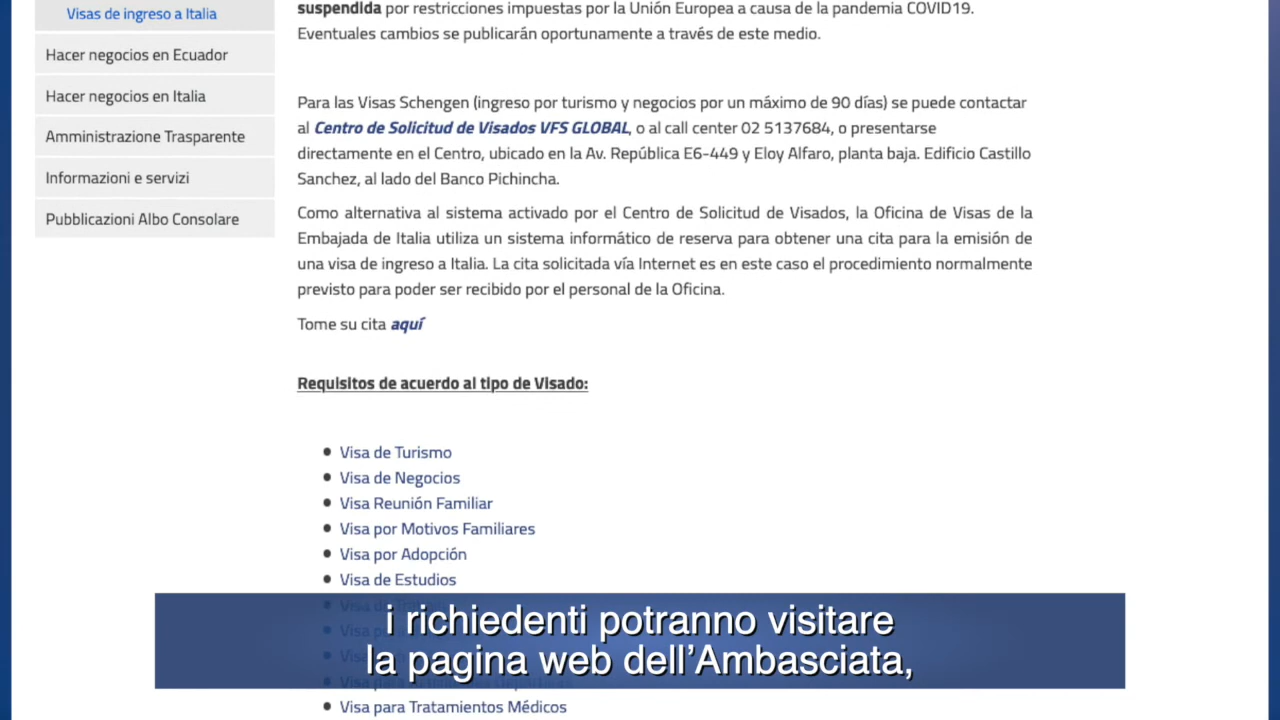 Visas de ingreso a Italia
Hacer negocios en Ecuador
Hacer negocios en Italia
Amministrazione Trasparente
Informazioni e servizi
Pubblicazioni Albo Consolare
suspendida por restricciones impuestas por la Unión Europea a causa de la pandemia COVID19.
Eventuales cambios se publicarán oportunamente a través de este medio.
Para las Visas Schengen (ingreso por turismo y negocios por un máximo de 90 días) se puede contactar
al Centro de Solicitud de Visados VFS GLOBAL, o al call center 02 5137684, o presentarse
directamente en el Centro, ubicado en la Av. República E6-449 y Eloy Alfaro, planta baja. Edificio Castillo
Sanchez, al lado del Banco Pichincha.
Como alternativa al sistema activado por el Centro de Solicitud de Visados, la Oficina de Visas de la
Embajada de Italia utiliza un sistema informático de reserva para obtener una cita para la emisión de
una visa de ingreso a Italia. La cita solicitada vía Internet es en este caso el procedimiento normalmente
previsto para poder ser recibido por el personal de la Oficina.
Tome su cita aquí
Requisitos de acuerdo al tipo de Visado:
Visa de Turismo
Visa de Negocios
Visa Reunión Familiar
Visa por Motivos Familiares
Visa por Adopción
Visa de Estudios
i richiedenti potranno visitare
la pagina web dell'Ambasciata,
Visa para Tratamientos Médicos